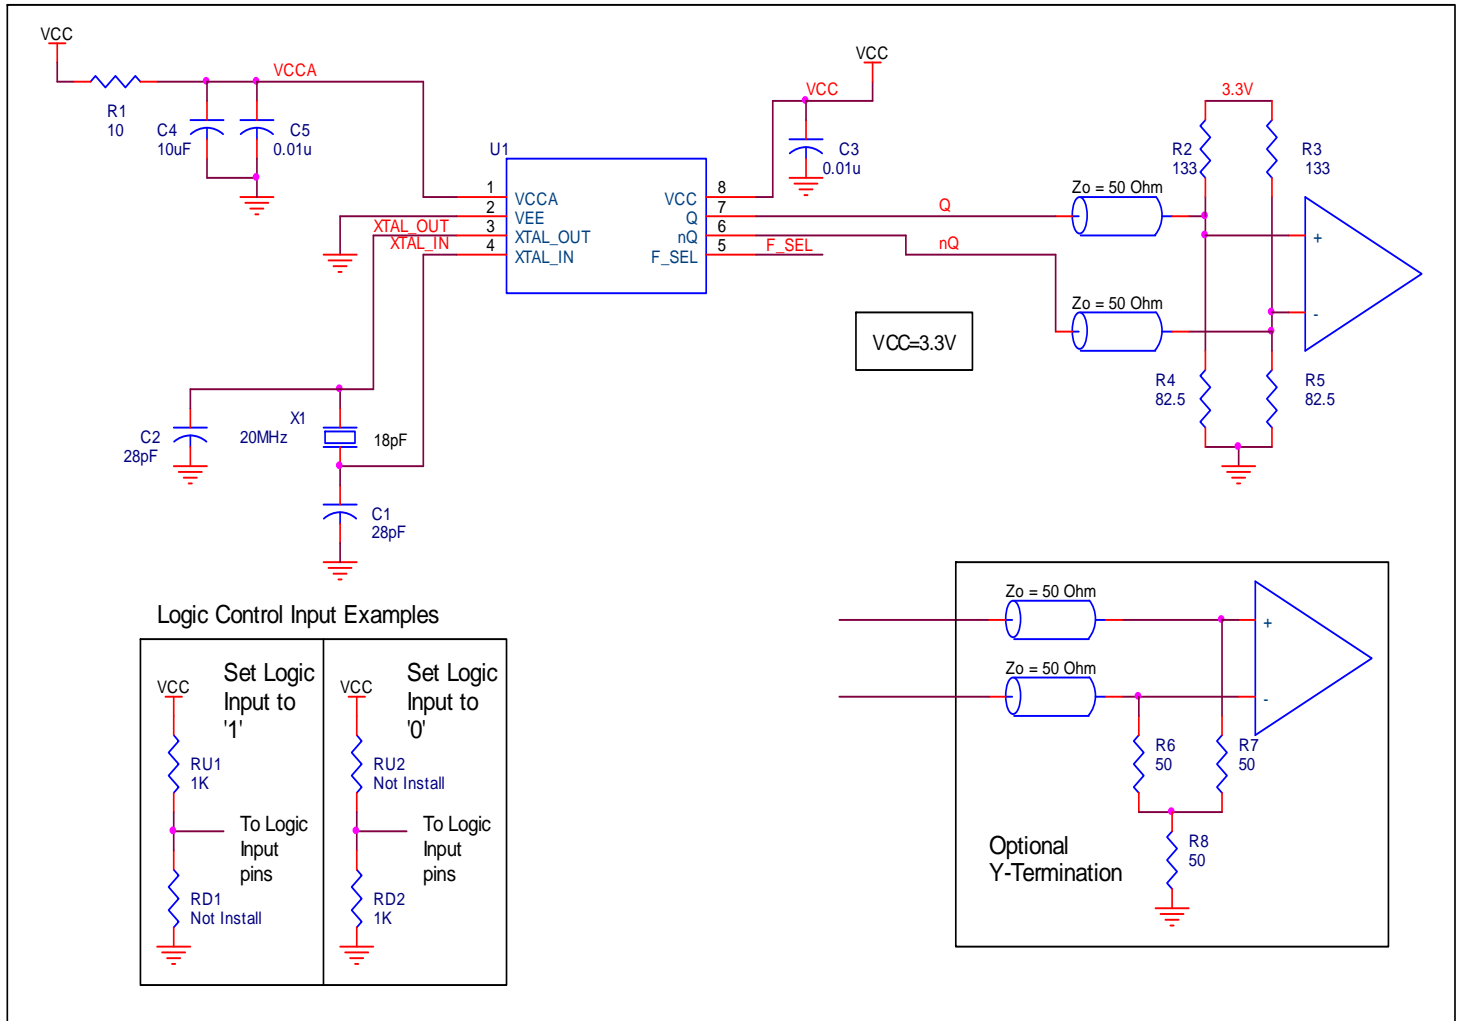 VCC
VCCA
R1
10
C4
10uF
C5
0.01u
U1
1
2
3
4
VCCA
VEE
XTAL_OUT
XTAL_IN
XTAL_OUT
XTAL_IN
VCC
Q
nQ
F_SEL
8
7
6
5
F_SEL
VCC
VCC
C3
0.01u
Q
nQ
Zo = 50 Ohm
Zo = 50 Ohm
3.3V
R2
133
R3
133
+
-
R4
82.5
R5
82.5
VCC=3.3V
C2
28pF
X1
20MHz
18pF
C1
28pF
Logic Control Input Examples
Set Logic
Input to
'1'
VCC
RU1
1K
To Logic
Input
pins
RD1
Not Install
Set Logic
Input to
'0'
VCC
RU2
Not Install
To Logic
Input
pins
RD2
1K
Zo = 50 Ohm
Zo = 50 Ohm
+
-
R6
50
R7
50
R8
50
Optional
Y-Termination